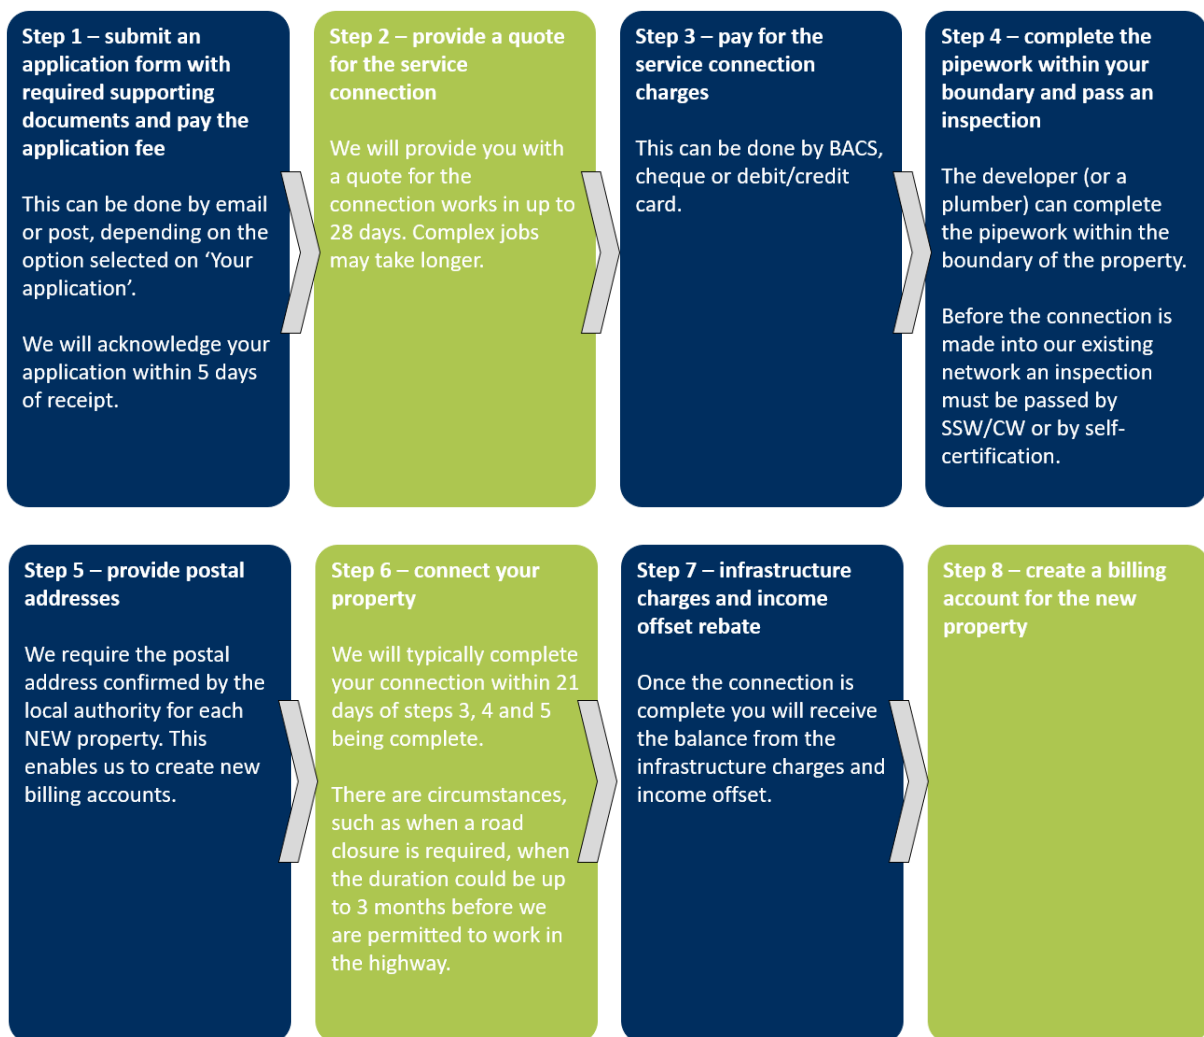 Step 1 – submit an
application form with
required supporting
documents and pay the
application fee
This can be done by email
or post, depending on the
option selected on ‘Your
application’.
We will acknowledge your
application within 5 days
of receipt.
Step 2 – provide a quote
for the service
connection
We will provide you with
a quote for the
connection works in up to
28 days. Complex jobs
may take longer.
Step 3 – pay for the
service connection
charges
This can be done by BACS,
cheque or debit/credit
card.
Step 4 – complete the
pipework within your
boundary and pass an
inspection
The developer (or a
plumber) can complete
the pipework within the
boundary of the property.
Before the connection is
made into our existing
network an inspection
must be passed by
SSW/CW or by self-
certification.
Step 5 – provide postal
addresses
We require the postal
address confirmed by the
local authority for each
NEW property. This
enables us to create new
billing accounts.
Step 6 – connect your
property
We will typically complete
your connection within 21
days of steps 3, 4 and 5
being complete.
There are circumstances,
such as when a road
closure is required, when
the duration could be up
to 3 months before we
are permitted to work in
the highway.
Step 7 – infrastructure
charges and income
offset rebate
Once the connection is
complete you will receive
the balance from the
infrastructure charges and
income offset.
Step 8 – create a billing
account for the new
property